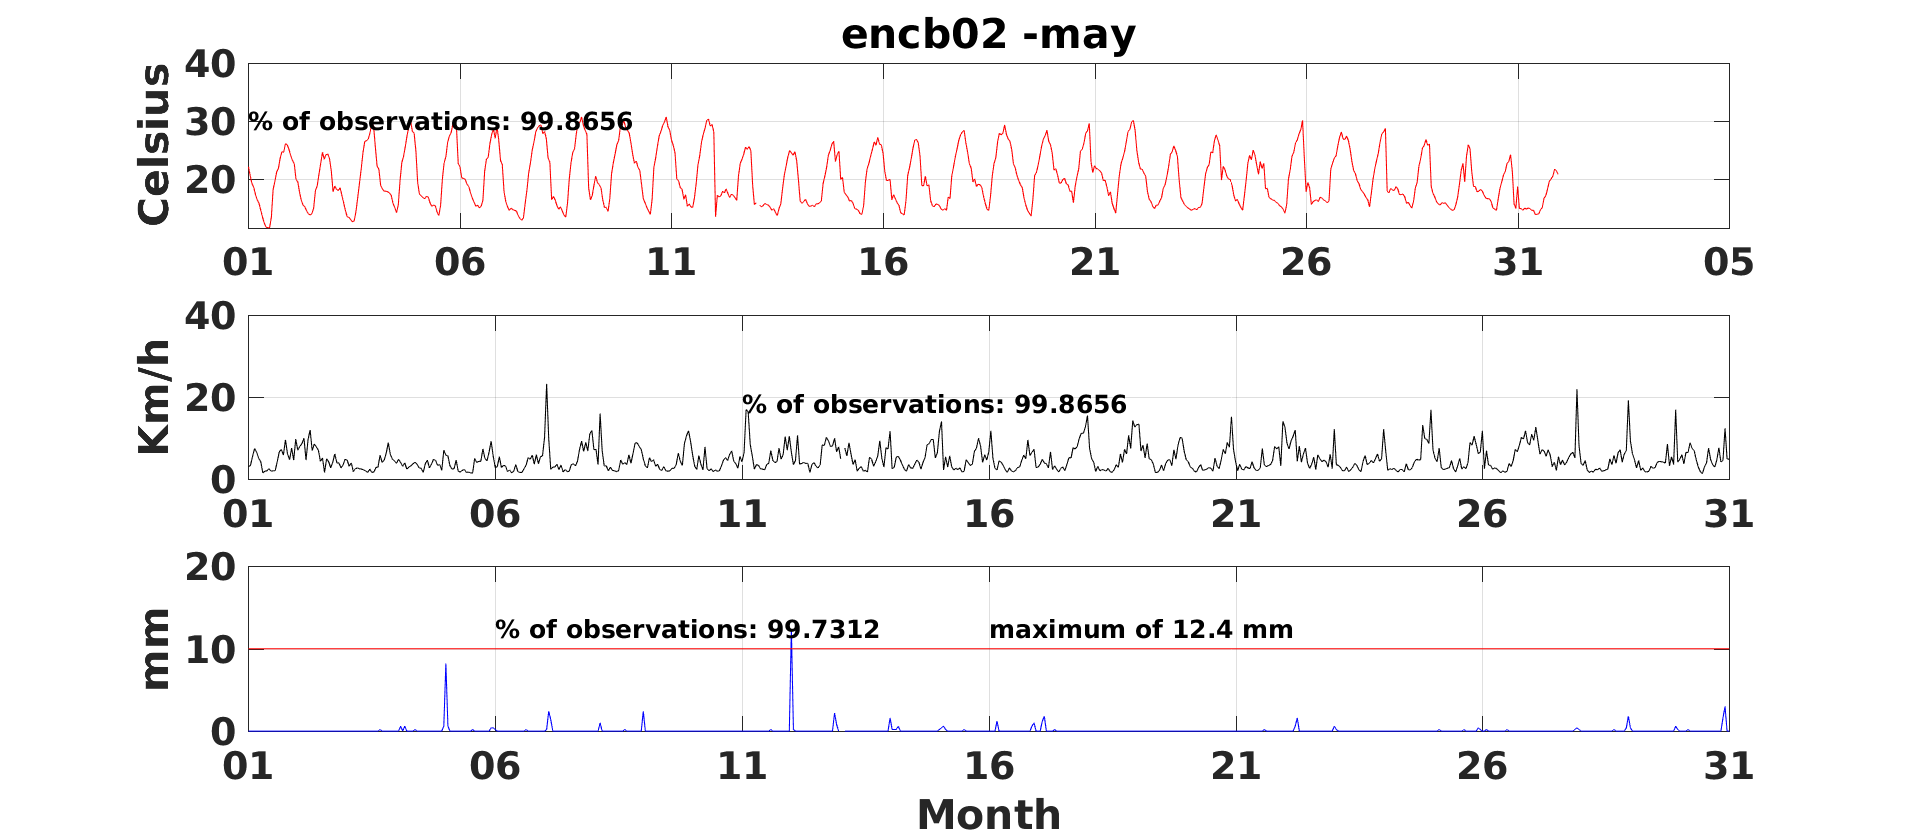 encb02 -may
40
30
20
Celsius
% of observations: 99.8656
01 06 11 16 21 26 31 05
40
20
0
Km/h
% of observations: 99.8656
01 06 11 16 21 26 31
20
10
0
mm
% of observations: 99.7312 maximum of 12.4 mm
01 06 11 16 21 26 31
Month